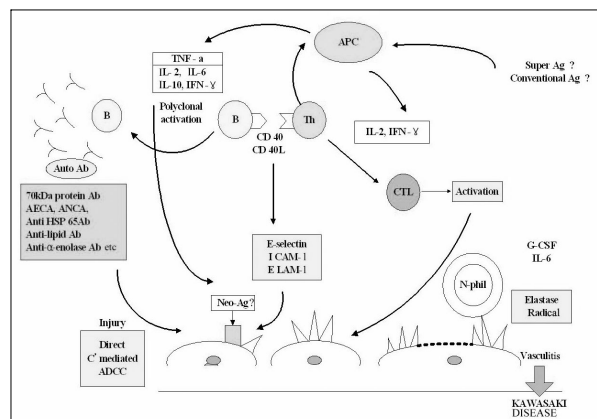 APC
Super Ag ?
Conventional Ag ?
TNF - a
IL - 2, IL - 6
IL-10, IFN - ɣ
Polyclonal
activation
B
B
Th
CD 40
CD 40L
IL-2, IFN - ɣ
Auto Ab
CTL
Activation
70kDa protein Ab
AECA, ANCA,
Anti HSP 65Ab
Anti-lipid Ab
Anti-α-enolase Ab etc
E-selectin
I CAM-1
E LAM-1
G-CSF
IL-6
N-phil
Neo-Ag?
Elastase
Radical
Injury
Direct
C' mediated
ADCC
Vasculitis
KAWASAKI
DISEASE